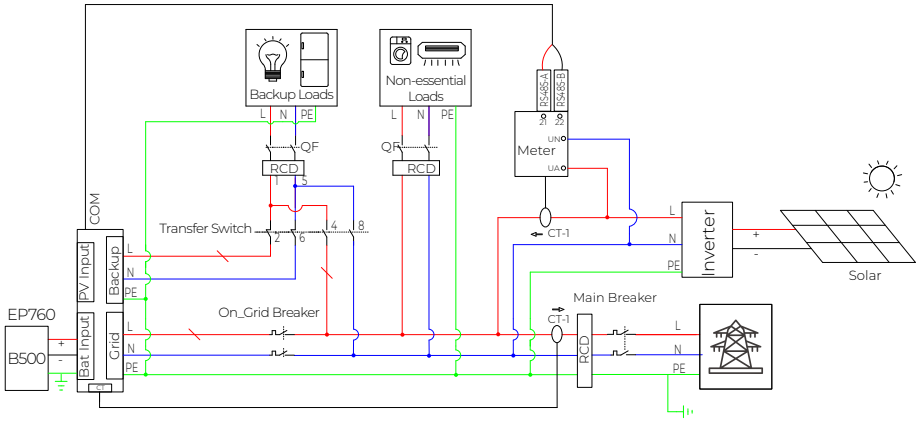 RS485-A
RS485-B
21
22
Meter
UN
UA
Backup Loads
L
N
PE
Non-essential
Loads
L
N
PE
QF
QF
RCD
RCD
1
5
COM
Transfer Switch
2
6
4
8
CT-1
L
N
PE
Inverter
+
-
Solar
PV Input
Backup
L
N
PE
EP760
B500
+
-
Bat Input
Grid
L
N
PE
CT
On_Grid Breaker
CT-1
Main Breaker
RCD
L
N
PE